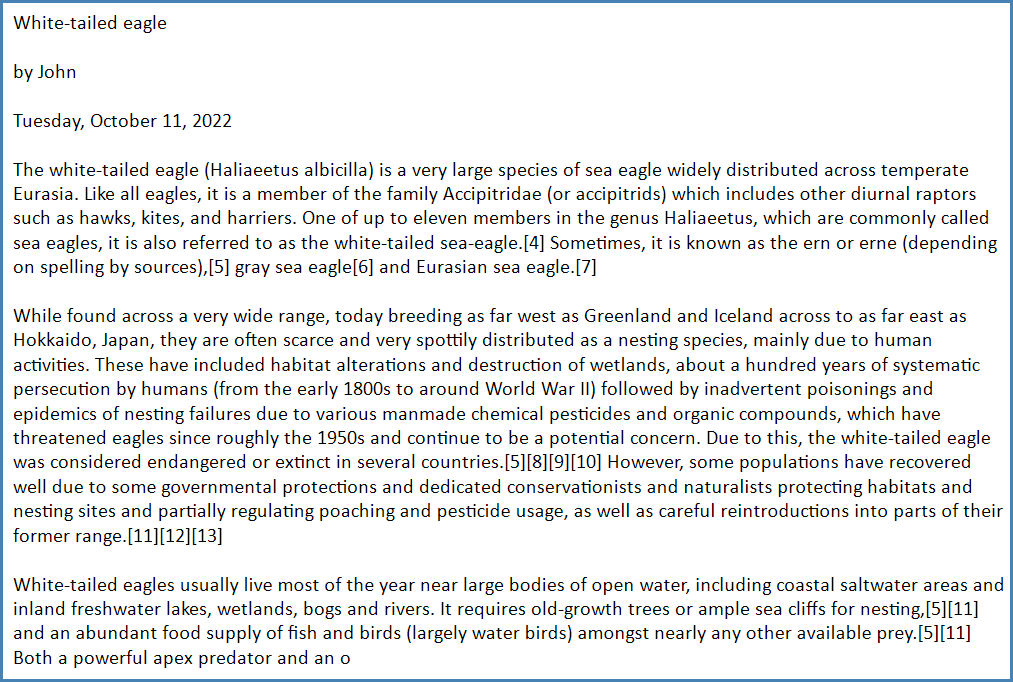 White-tailed eagle
by John
Tuesday, October 11, 2022
The white-tailed eagle (Haliaeetus albicilla) is a very large species of sea eagle widely distributed across temperate
Eurasia. Like all eagles, it is a member of the family Accipitridae (or accipitrids) which includes other diurnal raptors
such as hawks, kites, and harriers. One of up to eleven members in the genus Haliaeetus, which are commonly called
sea eagles, it is also referred to as the white-tailed sea-eagle.[4] Sometimes, it is known as the ern or erne (depending
on spelling by sources),[5] gray sea eagle[6] and Eurasian sea eagle.[7]
While found across a very wide range, today breeding as far west as Greenland and Iceland across to as far east as
Hokkaido, Japan, they are often scarce and very spottily distributed as a nesting species, mainly due to human
activities. These have included habitat alterations and destruction of wetlands, about a hundred years of systematic
persecution by humans (from the early 1800s to around World War II) followed by inadvertent poisonings and
epidemics of nesting failures due to various manmade chemical pesticides and organic compounds, which have
threatened eagles since roughly the 1950s and continue to be a potential concern. Due to this, the white-tailed eagle
was considered endangered or extinct in several countries.[5][8][9][10] However, some populations have recovered
well due to some governmental protections and dedicated conservationists and naturalists protecting habitats and
nesting sites and partially regulating poaching and pesticide usage, as well as careful reintroductions into parts of their
former range.[11][12][13]
White-tailed eagles usually live most of the year near large bodies of open water, including coastal saltwater areas and
inland freshwater lakes, wetlands, bogs and rivers. It requires old-growth trees or ample sea cliffs for nesting,[5][11]
and an abundant food supply of fish and birds (largely water birds) amongst nearly any other available prey.[5][11]
Both a powerful apex predator and an o